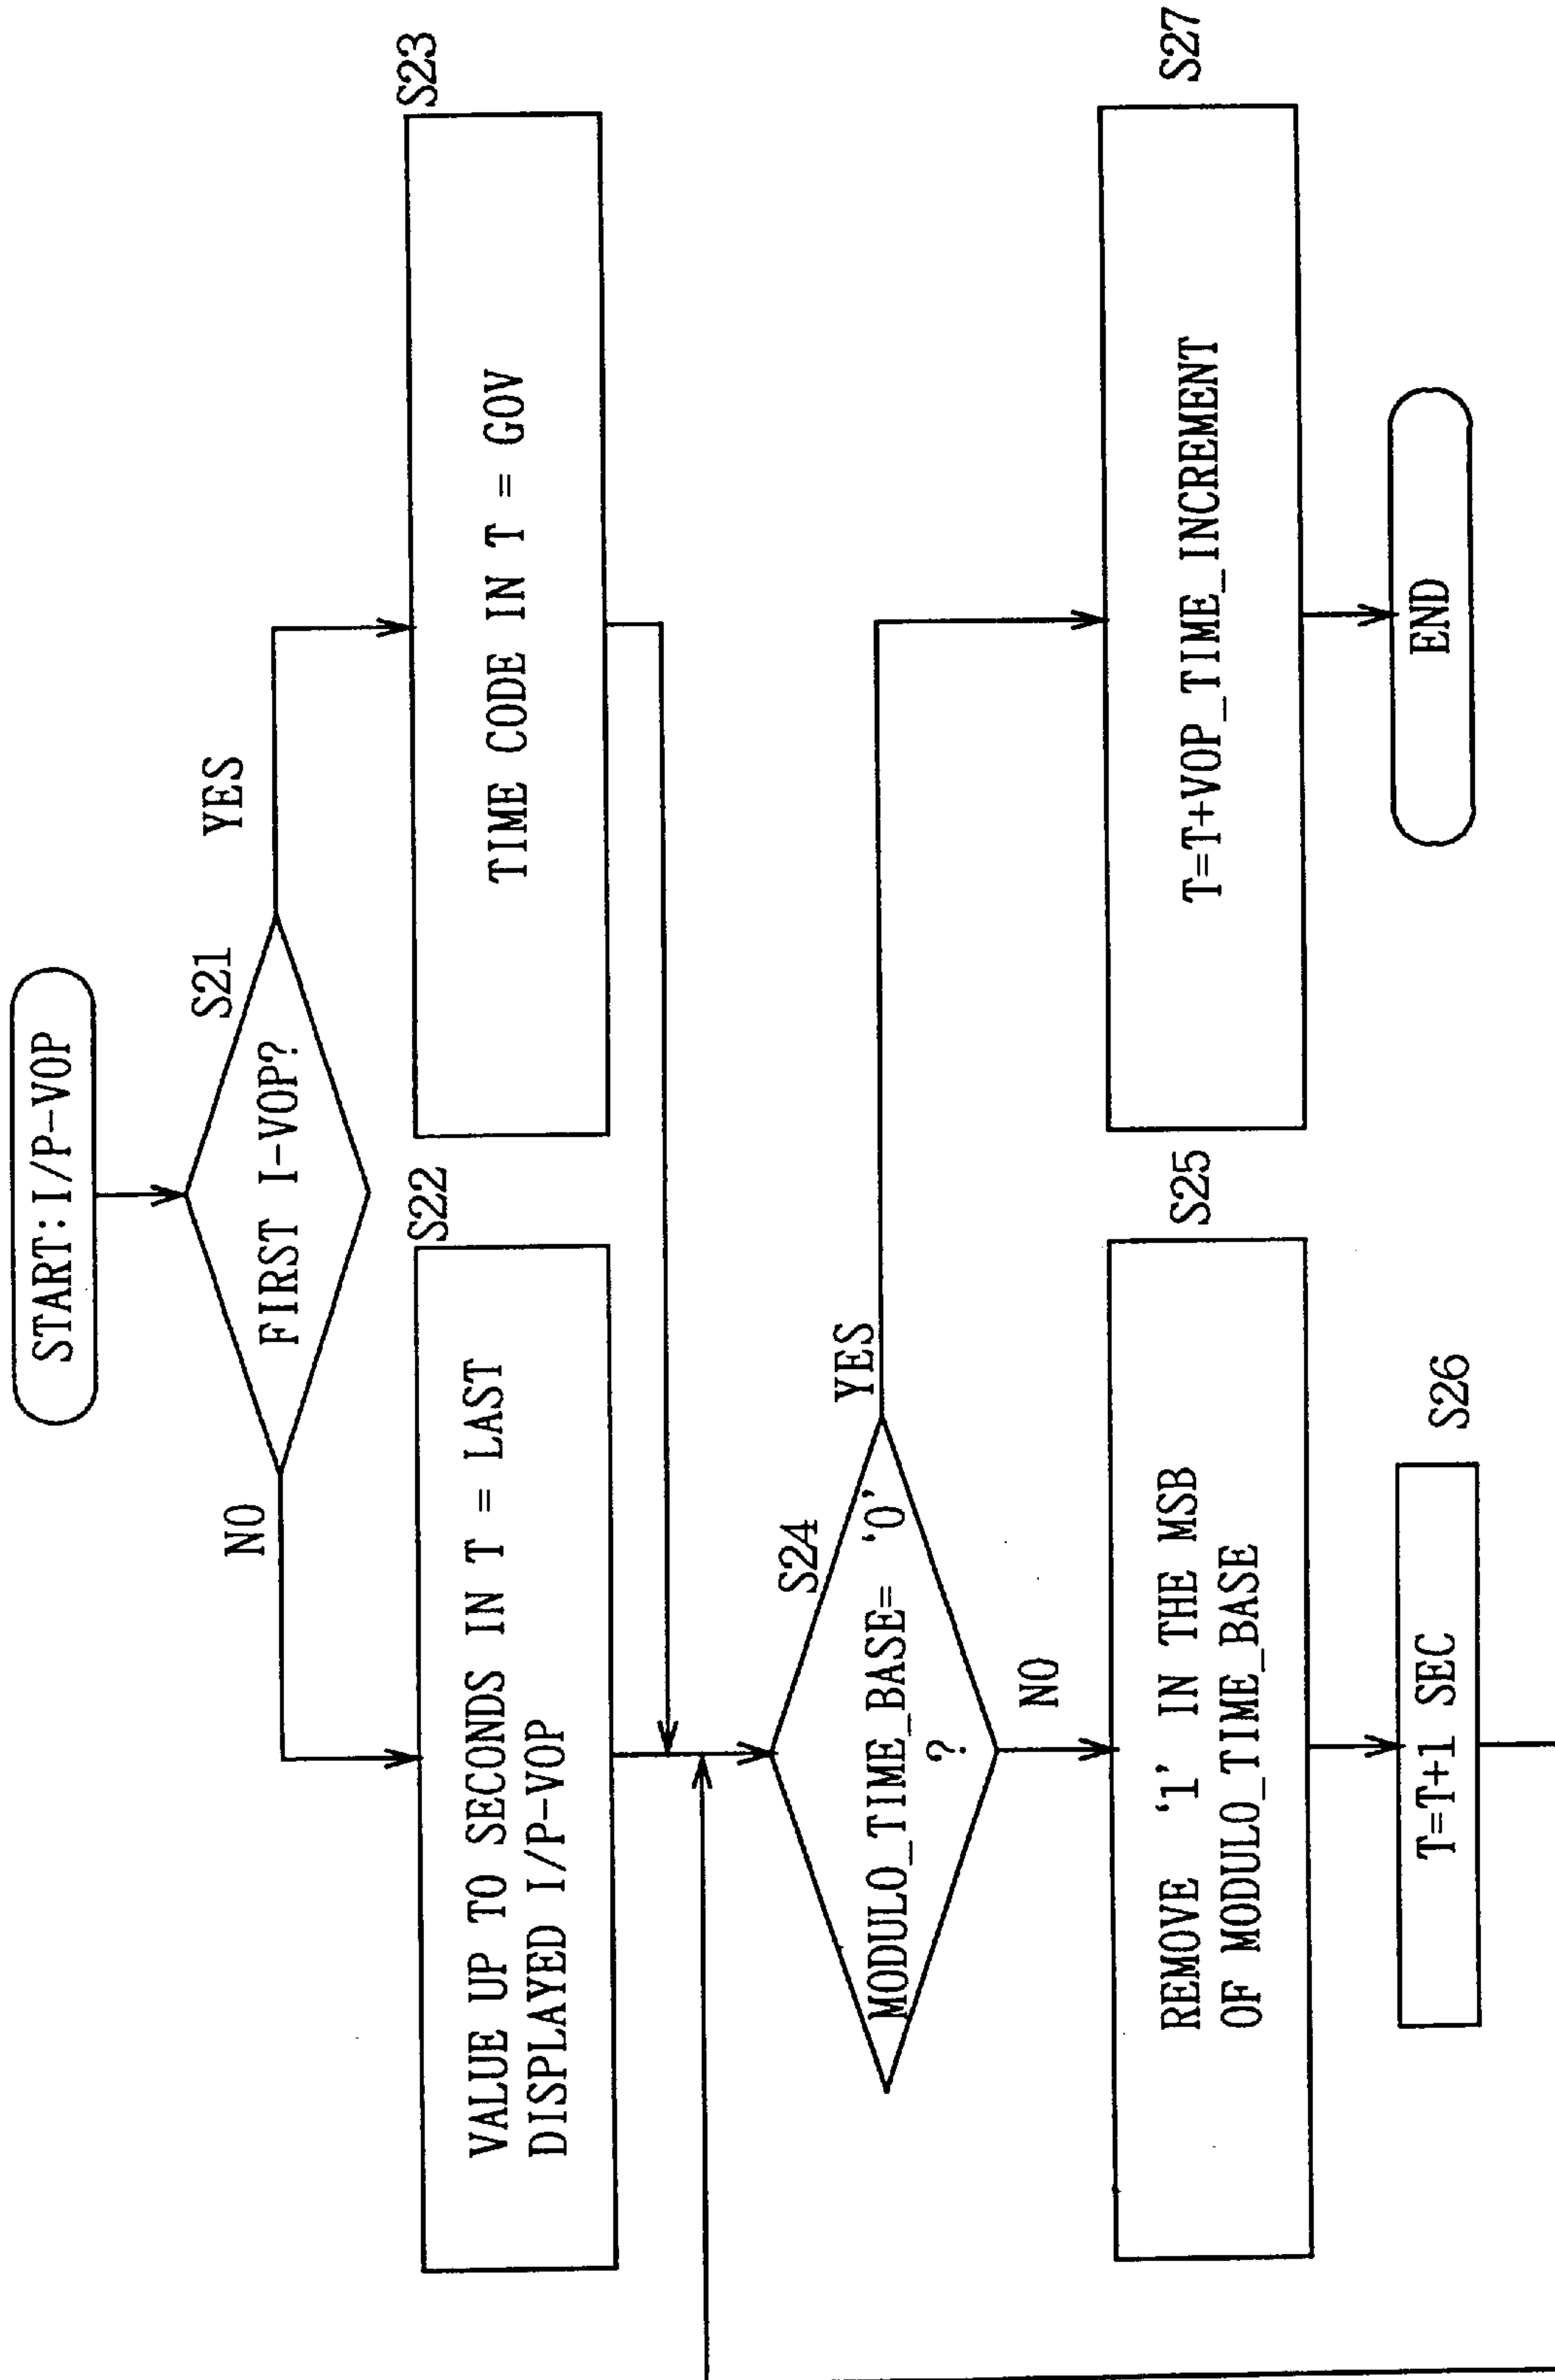 START:I/P-VOP
FIRST I-VOP?
S21
YES
NO
S22
VALUE UP TO SECONDS IN T = LAST
DISPLAYED I/P-VOP
S23
TIME CODE IN T = GOV
S24
MODULO_TIME_BASE= ‘0’
?
YES
NO
S25
REMOVE ‘1’ IN THE MSB
OF MODULO_TIME_BASE
S26
T=T+1 SEC
S27
T=T+VOP_TIME_INCREMENT
END